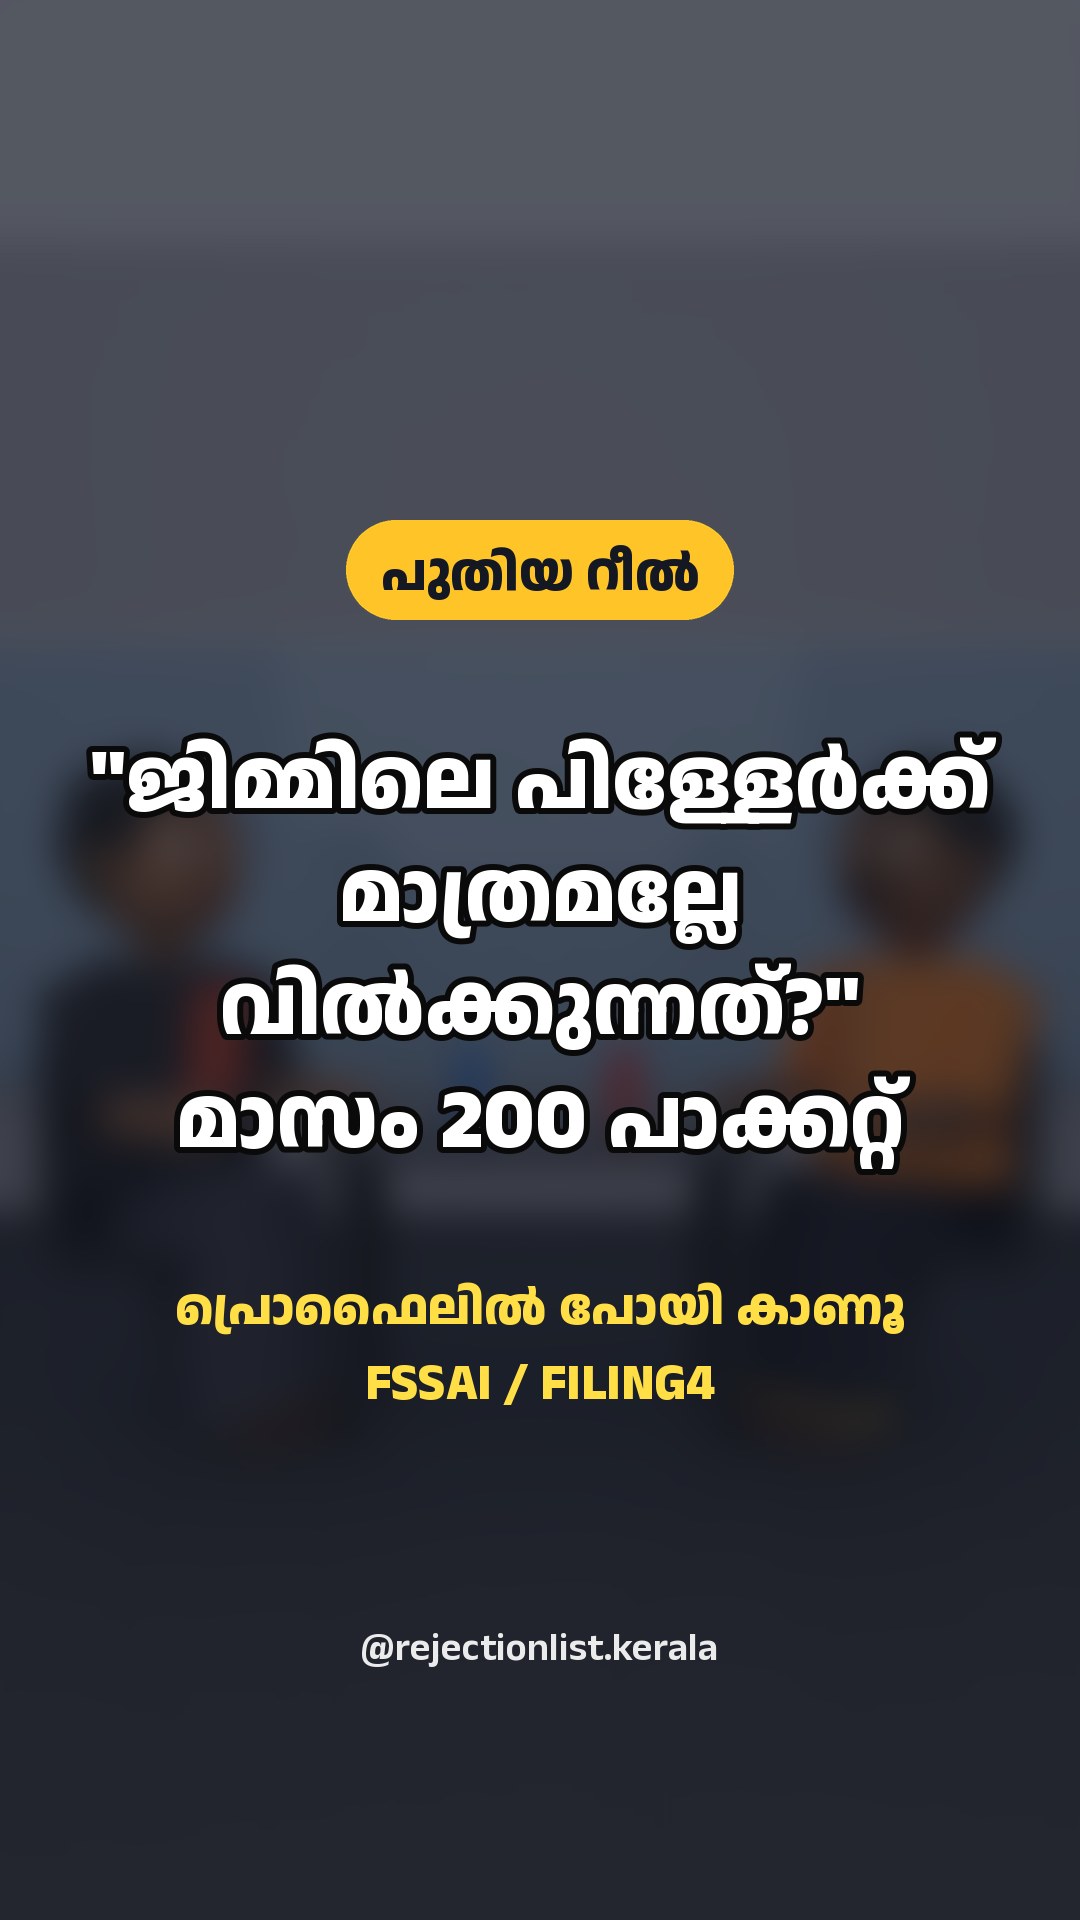 പുതിയ റീൽ
"ജിമ്മിലെ പിള്ളേർക്ക്
മാത്രമല്ലേ
വിൽക്കുന്നത്?"
മാസം 200 പാക്കറ്റ്
പ്രൊഫൈലിൽ പോയി കാണൂ
FSSAI / FILING4
@rejectionlist.kerala